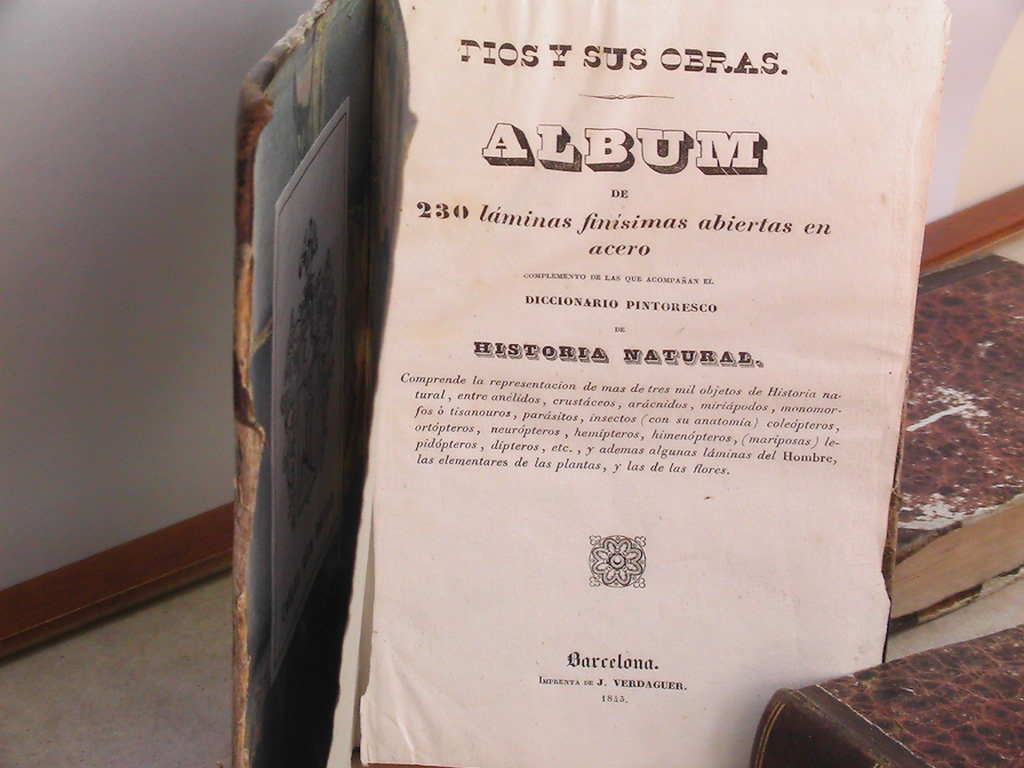 DIOS Y SUS OBRAS.
ALBUM
DE
230 láminas finísimas abiertas en
acero
COMPLEMENTO DE LAS QUE ACOMPAÑAN EL
DICCIONARIO PINTORESCO
DE
HISTORIA NATURAL.
Comprende la representacion de mas de tres mil objetos de Historia na-
tural, entre anélidos, crustáceos, arácnidos, miriápodos, monomor-
fos ò tisanouros, parásitos, insectos (con su anatomía) coleópteros,
ortópteros, neurópteros, hemípteros, himenópteros, (mariposas) le-
pidópteros, dípteros, etc., y ademas algunas láminas del Hombre,
las elementares de las plantas, y las de las flores.
Barcelona.
IMPRENTA DE J. VERDAGUER.